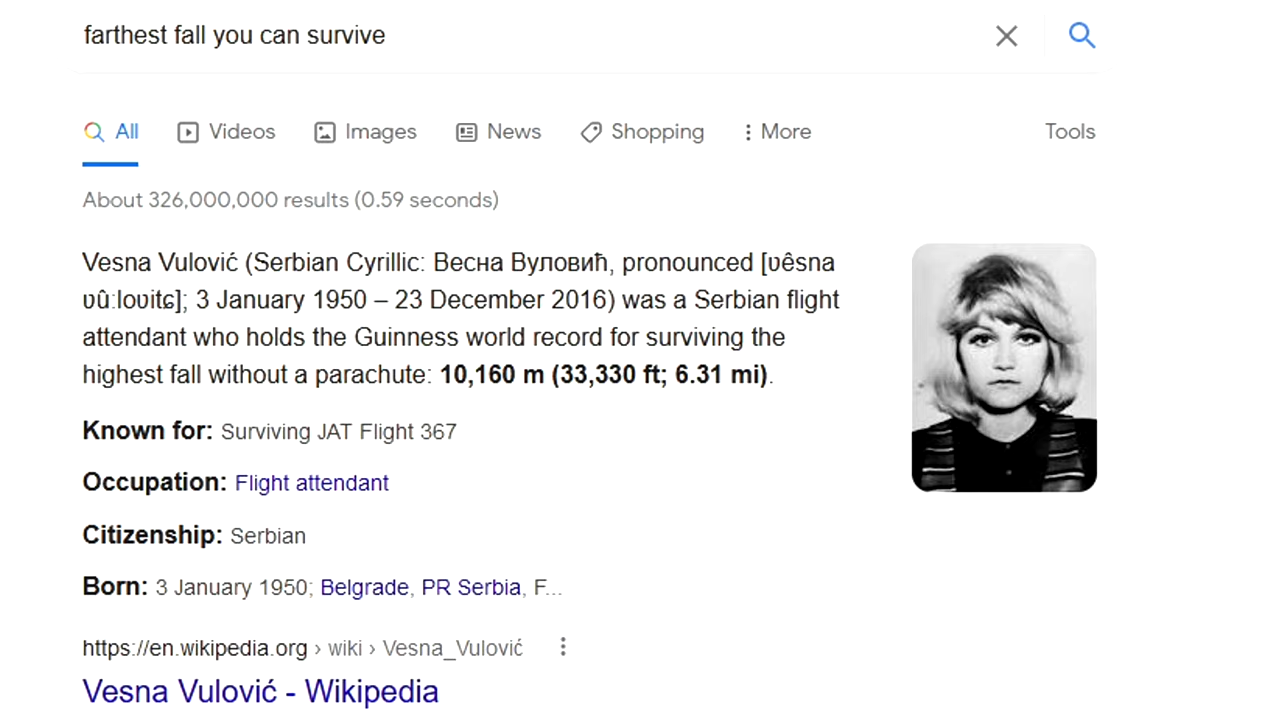 farthest fall you can survive
All Videos Images News Shopping More Tools
About 326,000,000 results (0.59 seconds)
Vesna Vulović (Serbian Cyrillic: Весна Вуловић, pronounced [ʋêsna
ʋûːloʋitɕ]; 3 January 1950 – 23 December 2016) was a Serbian flight
attendant who holds the Guinness world record for surviving the
highest fall without a parachute: 10,160 m (33,330 ft; 6.31 mi).
Known for: Surviving JAT Flight 367
Occupation: Flight attendant
Citizenship: Serbian
Born: 3 January 1950; Belgrade, PR Serbia, F...
https://en.wikipedia.org › wiki › Vesna_Vulović
Vesna Vulović - Wikipedia